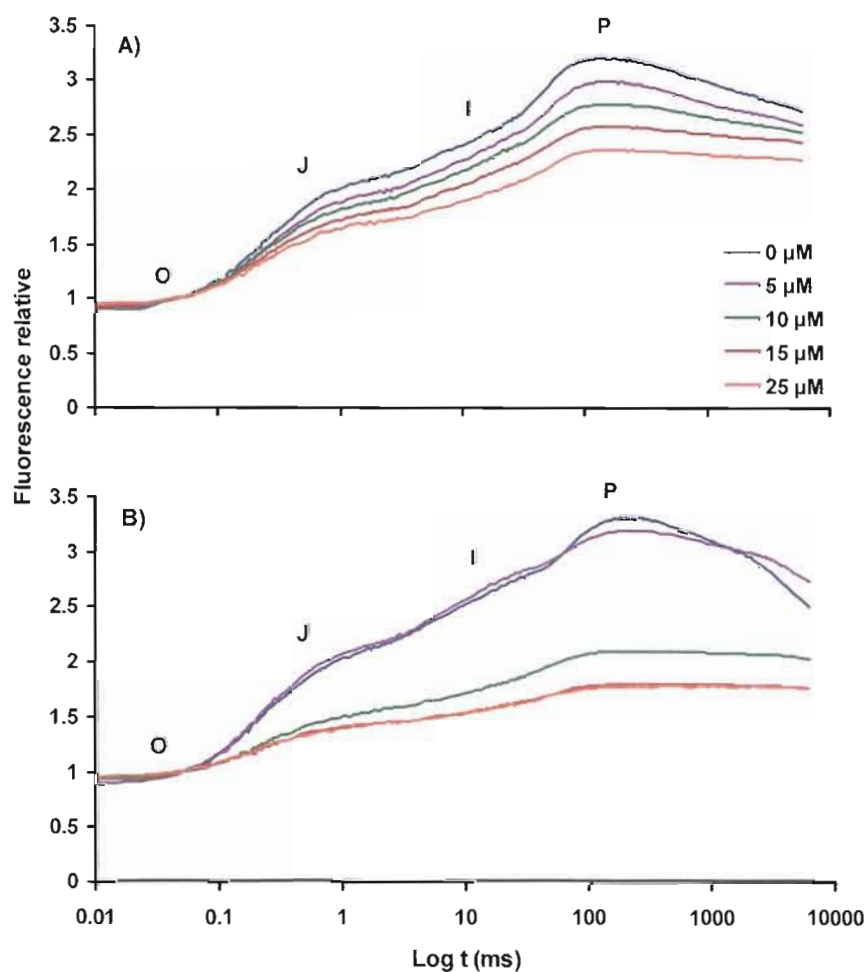 Fluorescence relative
A)
3.5
3
2.5
2
1.5
1
0.5
0
O
J
I
P
0 µM
5 µM
10 µM
15 µM
25 µM
B)
3.5
3
2.5
2
1.5
1
0.5
0
O
J
I
P
0.01 0.1 1 10 100 1000 10000
Log t (ms)